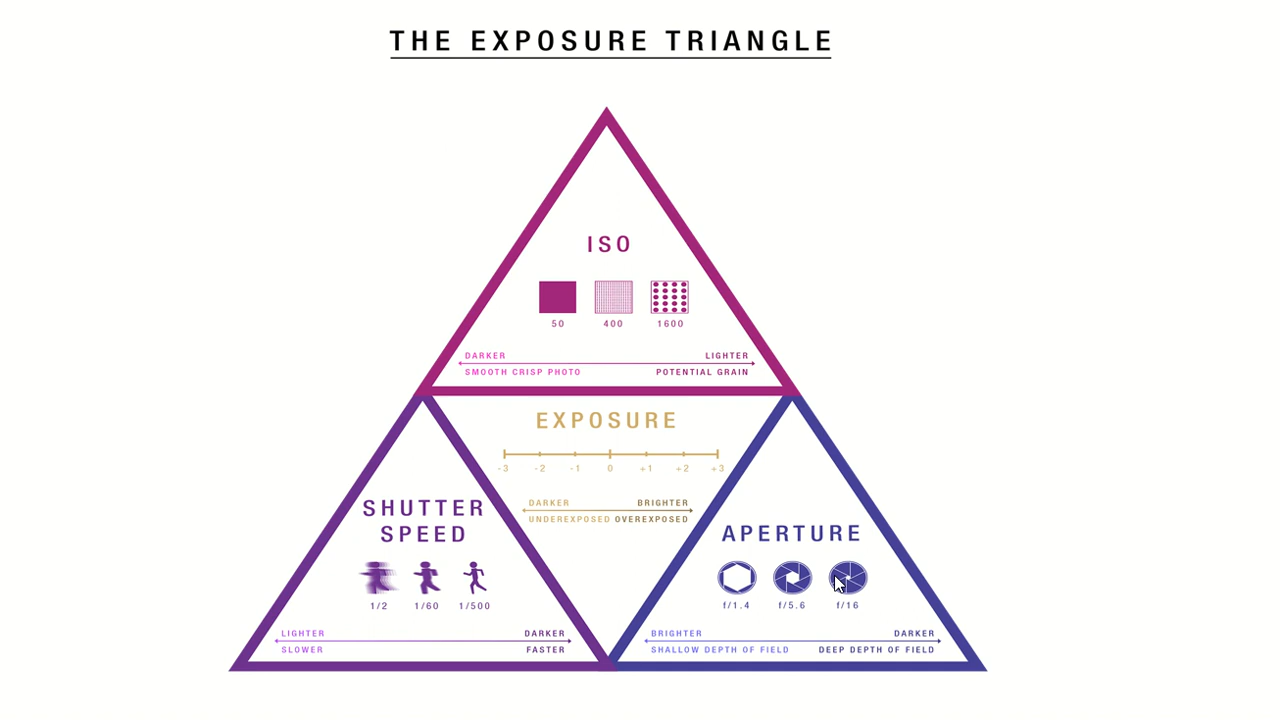 THE EXPOSURE TRIANGLE
ISO
50 400 1600
DARKER LIGHTER
SMOOTH CRISP PHOTO POTENTIAL GRAIN
EXPOSURE
-3 -2 -1 0 +1 +2 +3
DARKER BRIGHTER
UNDEREXPOSED OVEREXPOSED
SHUTTER
SPEED
1/2 1/60 1/500
LIGHTER DARKER
SLOWER FASTER
APERTURE
f/1.4 f/5.6 f/16
BRIGHTER DARKER
SHALLOW DEPTH OF FIELD DEEP DEPTH OF FIELD